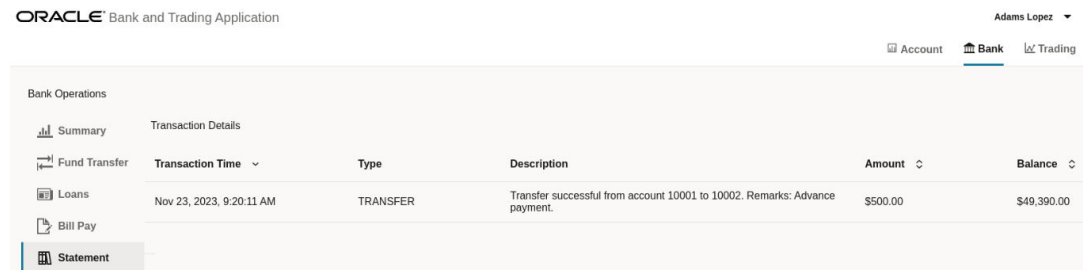 ORACLE® Bank and Trading Application
Adams Lopez
Account Bank Trading
Bank Operations
Summary
Fund Transfer
Loans
Bill Pay
Statement
Transaction Details
Transaction Time Type Description Amount Balance
Nov 23, 2023, 9:20:11 AM TRANSFER Transfer successful from account 10001 to 10002. Remarks: Advance
payment. $500.00 $49,390.00